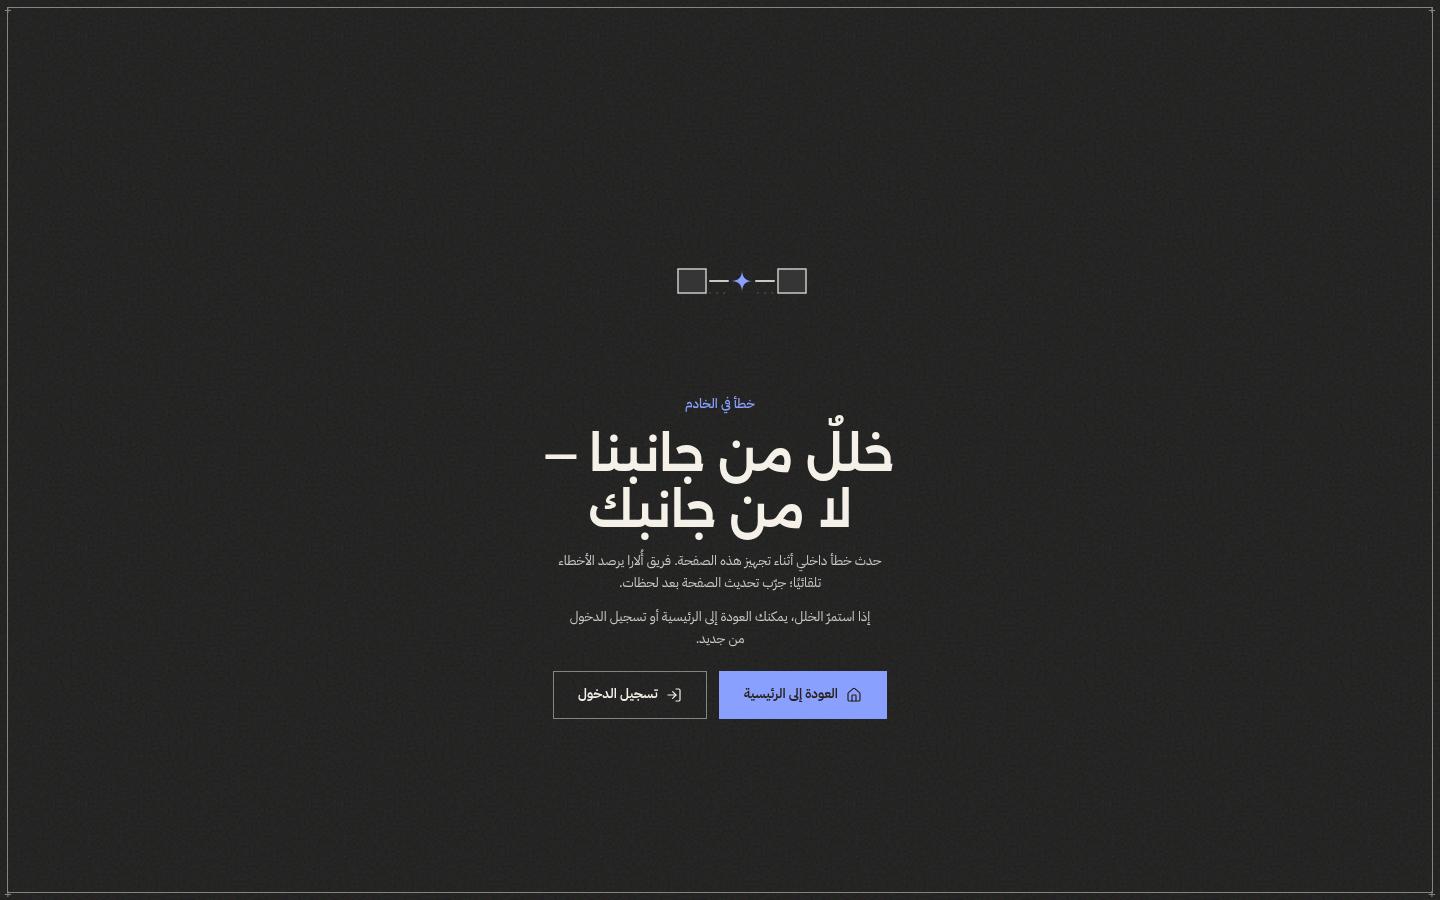 خطأ في الخادم
خللٌ من جانبنا —
لا من جانبك
حدث خطأ داخلي أثناء تجهيز هذه الصفحة. فريق ألارا يرصد الأخطاء
تلقائيًا؛ جرّب تحديث الصفحة بعد لحظات.
إذا استمرّ الخلل، يمكنك العودة إلى الرئيسية أو تسجيل الدخول
من جديد.
العودة إلى الرئيسية
تسجيل الدخول